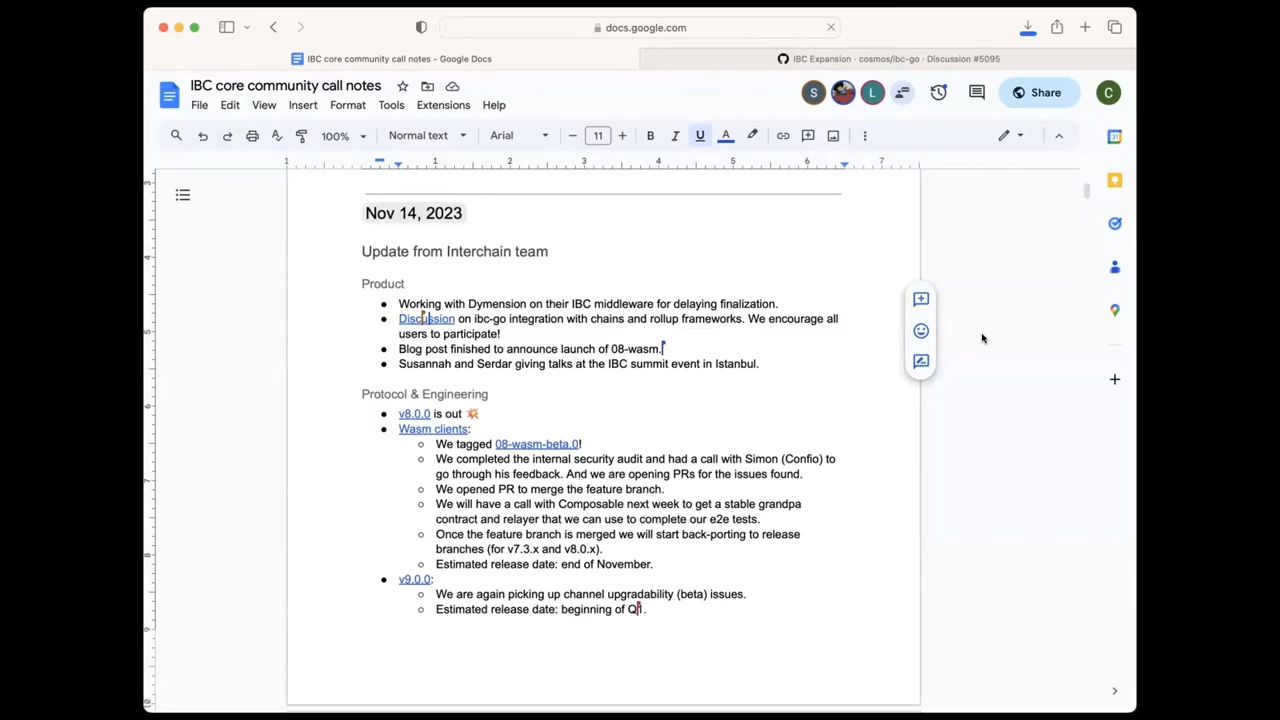 docs.google.com
IBC core community call notes - Google Docs
IBC Expansion · cosmos/ibc-go · Discussion #5095
IBC core community call notes
S
L
Share
C
File Edit View Insert Format Tools Extensions Help
100% Normal text Arial 11 B I U A
1 1 2 3 4 5 6 7
Nov 14, 2023
Update from Interchain team
Product
● Working with Dymension on their IBC middleware for delaying finalization.
● Discussion on ibc-go integration with chains and rollup frameworks. We encourage all
users to participate!
● Blog post finished to announce launch of 08-wasm.
● Susannah and Serdar giving talks at the IBC summit event in Istanbul.
Protocol & Engineering
● v8.0.0 is out 💥
● Wasm clients:
○ We tagged 08-wasm-beta.0!
○ We completed the internal security audit and had a call with Simon (Confio) to
go through his feedback. And we are opening PRs for the issues found.
○ We opened PR to merge the feature branch.
○ We will have a call with Composable next week to get a stable grandpa
contract and relayer that we can use to complete our e2e tests.
○ Once the feature branch is merged we will start back-porting to release
branches (for v7.3.x and v8.0.x).
○ Estimated release date: end of November.
● v9.0.0:
○ We are again picking up channel upgradability (beta) issues.
○ Estimated release date: beginning of Q1.